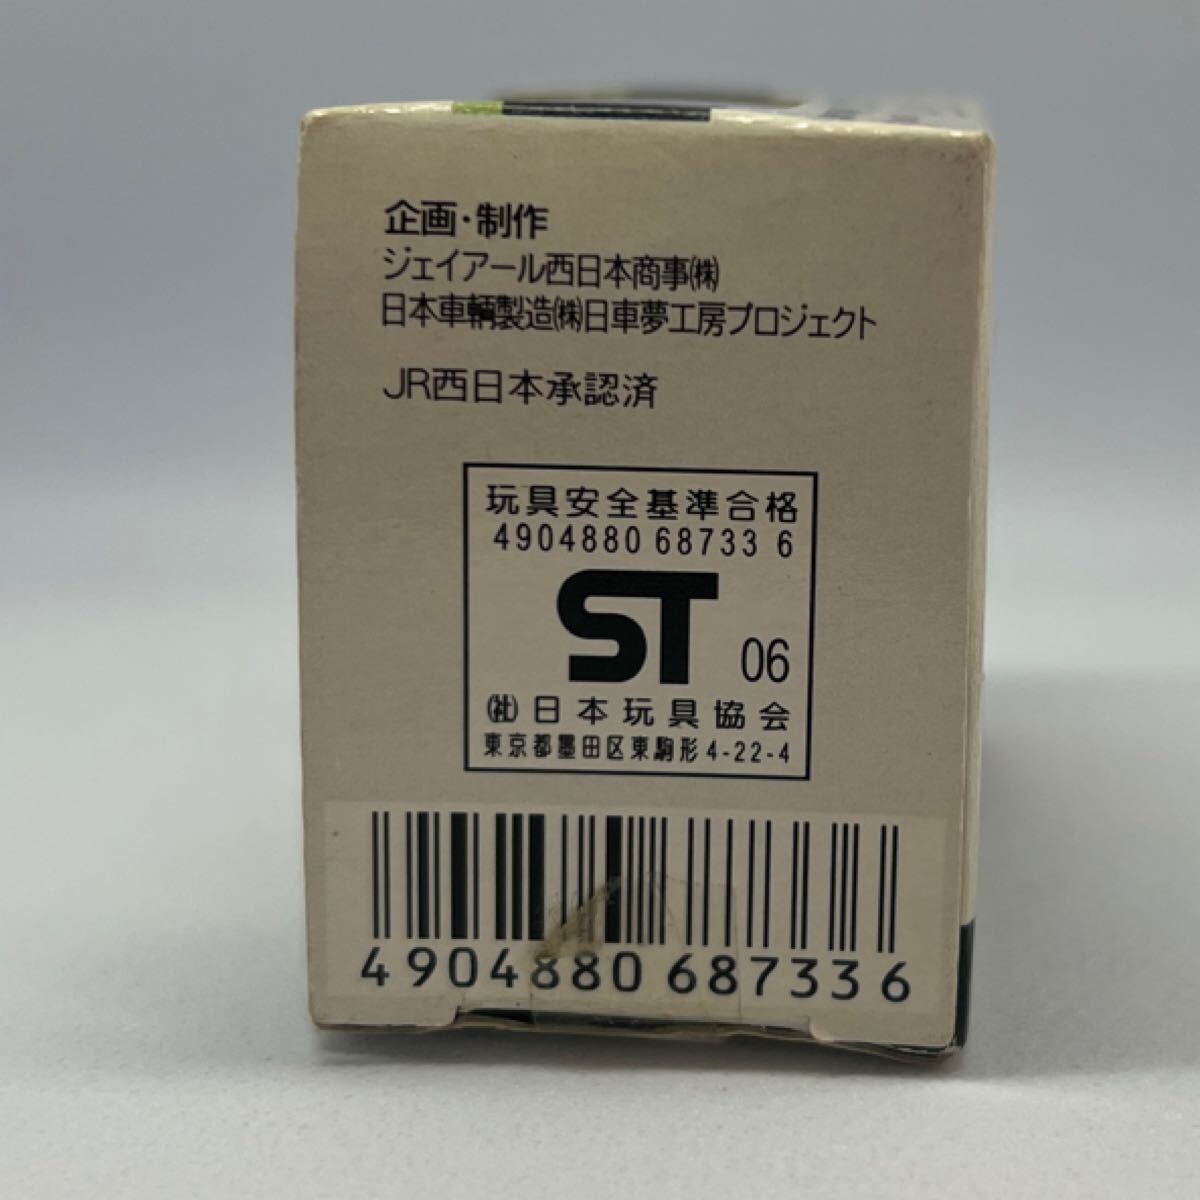 企画・制作
ジェイアール西日本商事㈱
日本車輌製造㈱日車夢工房プロジェクト
JR西日本承認済
玩具安全基準合格
4904880 68733 6
ST 06
㈳日本玩具協会
東京都墨田区東駒形4-22-4
4904880687336